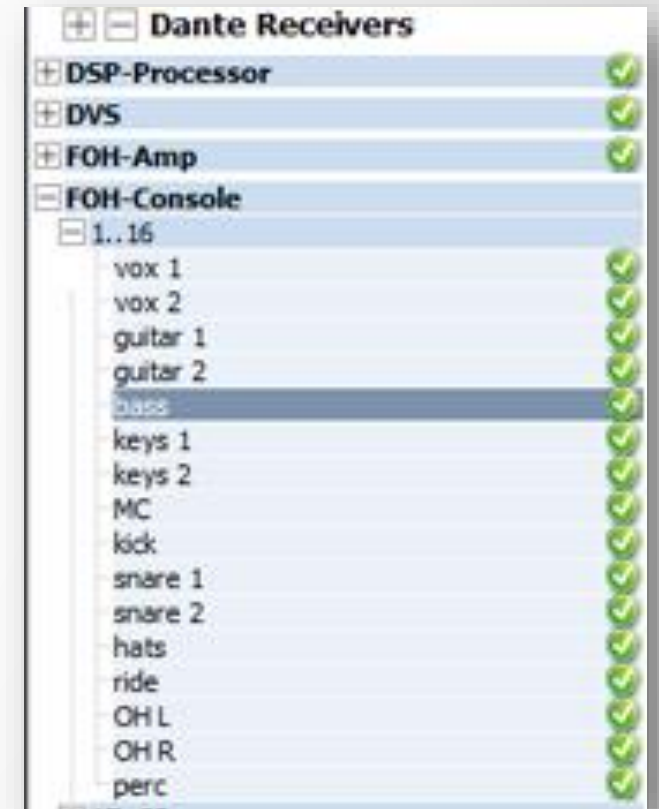 Dante Receivers
DSP-Processor
DVS
FOH-Amp
FOH-Console
1..16
vox 1
vox 2
guitar 1
guitar 2
bass
keys 1
keys 2
MC
kick
snare 1
snare 2
hats
ride
OH L
OH R
perc